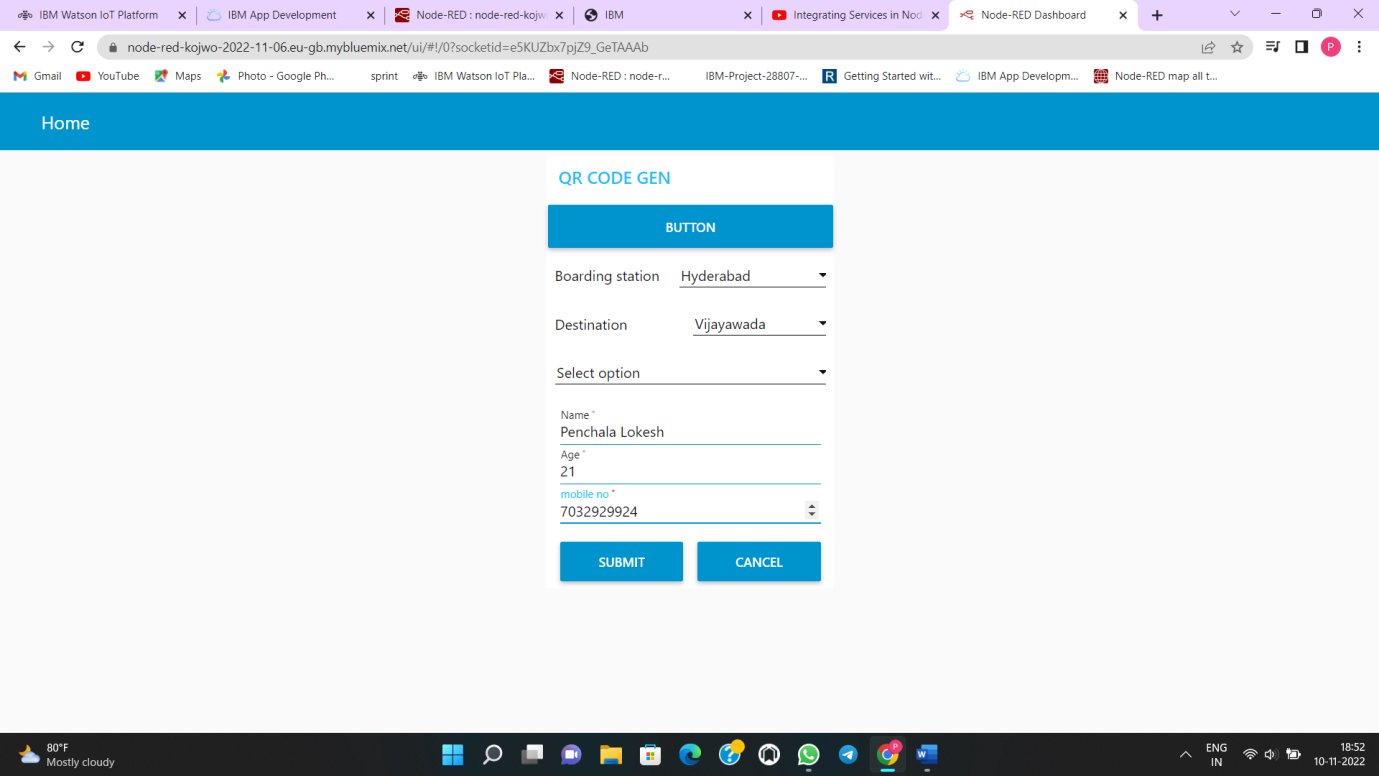 IBM Watson IoT Platform
IBM App Development
Node-RED : node-red-kojw
IBM
Integrating Services in Nod
Node-RED Dashboard
node-red-kojwo-2022-11-06.eu-gb.mybluemix.net/ui/#!/0?socketid=e5KUZbx7pjZ9_GeTAAAb
P
Gmail
YouTube
Maps
Photo - Google Ph...
sprint
IBM Watson IoT Pla...
Node-RED : node-r...
IBM-Project-28807-...
R
Getting Started wit...
IBM App Developm...
Node-RED map all t...
Home
QR CODE GEN
BUTTON
Boarding station Hyderabad
Destination Vijayawada
Select option
Name *
Penchala Lokesh
Age *
21
mobile no *
7032929924
SUBMIT CANCEL
80°F
Mostly cloudy
ENG
IN
18:52
10-11-2022